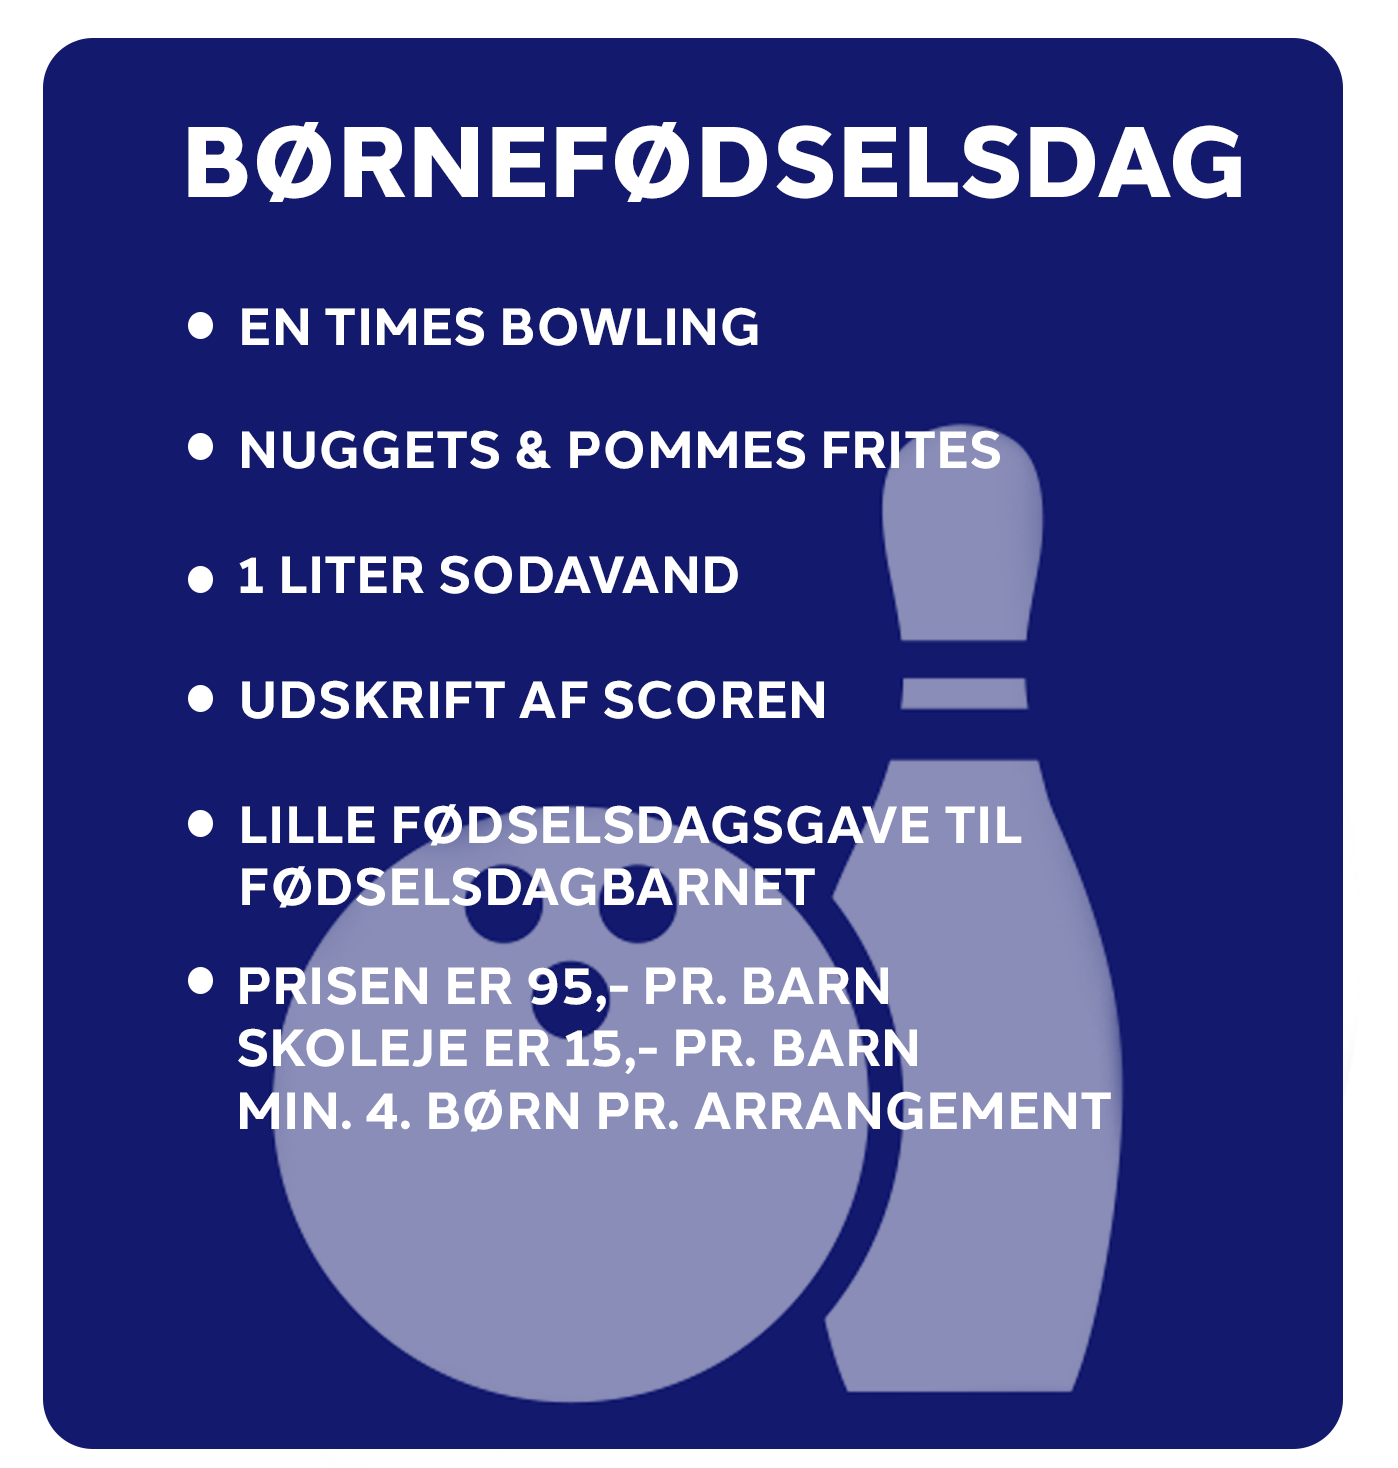 BØRNEFØDSELSDAG
● EN TIMES BOWLING
● NUGGETS & POMMES FRITES
● 1 LITER SODAVAND
● UDSKRIFT AF SCOREN
● LILLE FØDSELSDAGSGAVE TIL
FØDSELSDAGBARNET
● PRISEN ER 95,- PR. BARN
SKOLEJE ER 15,- PR. BARN
MIN. 4. BØRN PR. ARRANGEMENT